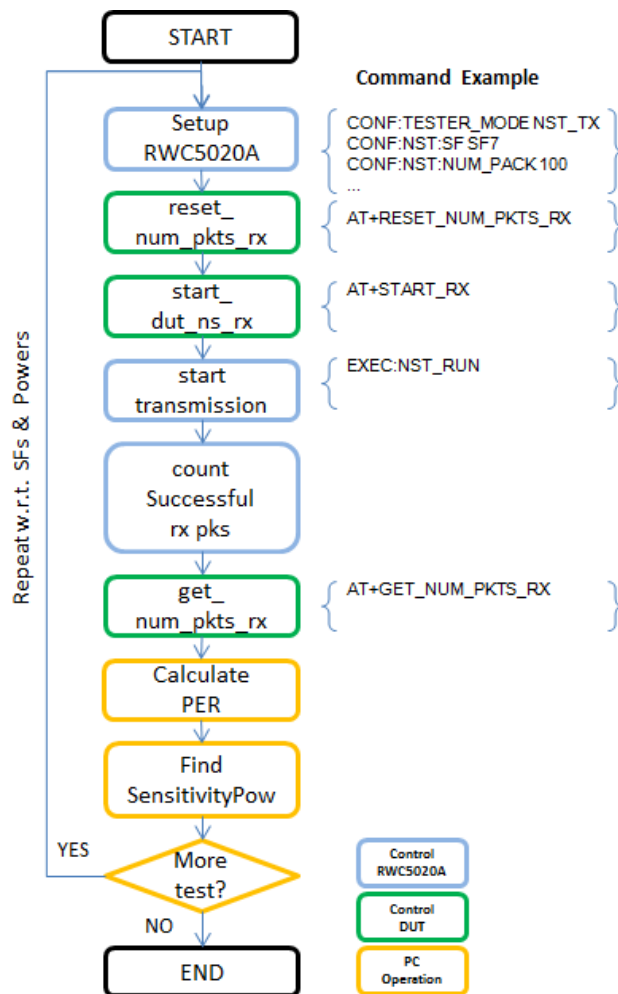 START
Command Example
Setup
RWC5020A
CONF:TESTER_MODE NST_TX
CONF:NST:SF SF7
CONF:NST:NUM_PACK 100
...
reset_
num_pkts_rx
AT+RESET_NUM_PKTS_RX
start_
dut_ns_rx
AT+START_RX
start
transmission
EXEC:NST_RUN
count
Successful
rx pks
get_
num_pkts_rx
AT+GET_NUM_PKTS_RX
Calculate
PER
Find
SensitivityPow
More
test?
YES
NO
END
Repeat w.r.t. SFs & Powers
Control
RWC5020A
Control
DUT
PC
Operation